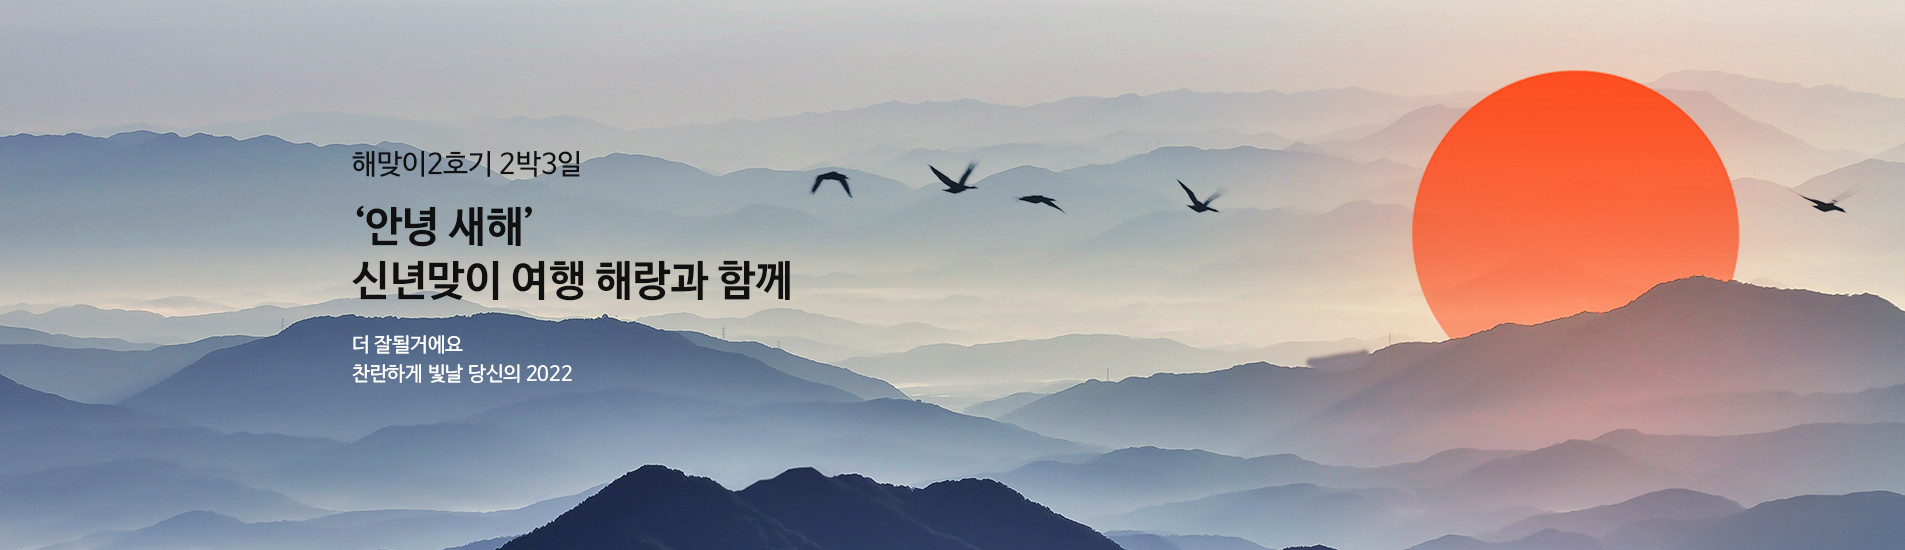 해맞이2호기 2박3일
‘안녕 새해’
신년맞이 여행 해랑과 함께
더 잘될거에요
찬란하게 빛날 당신의 2022